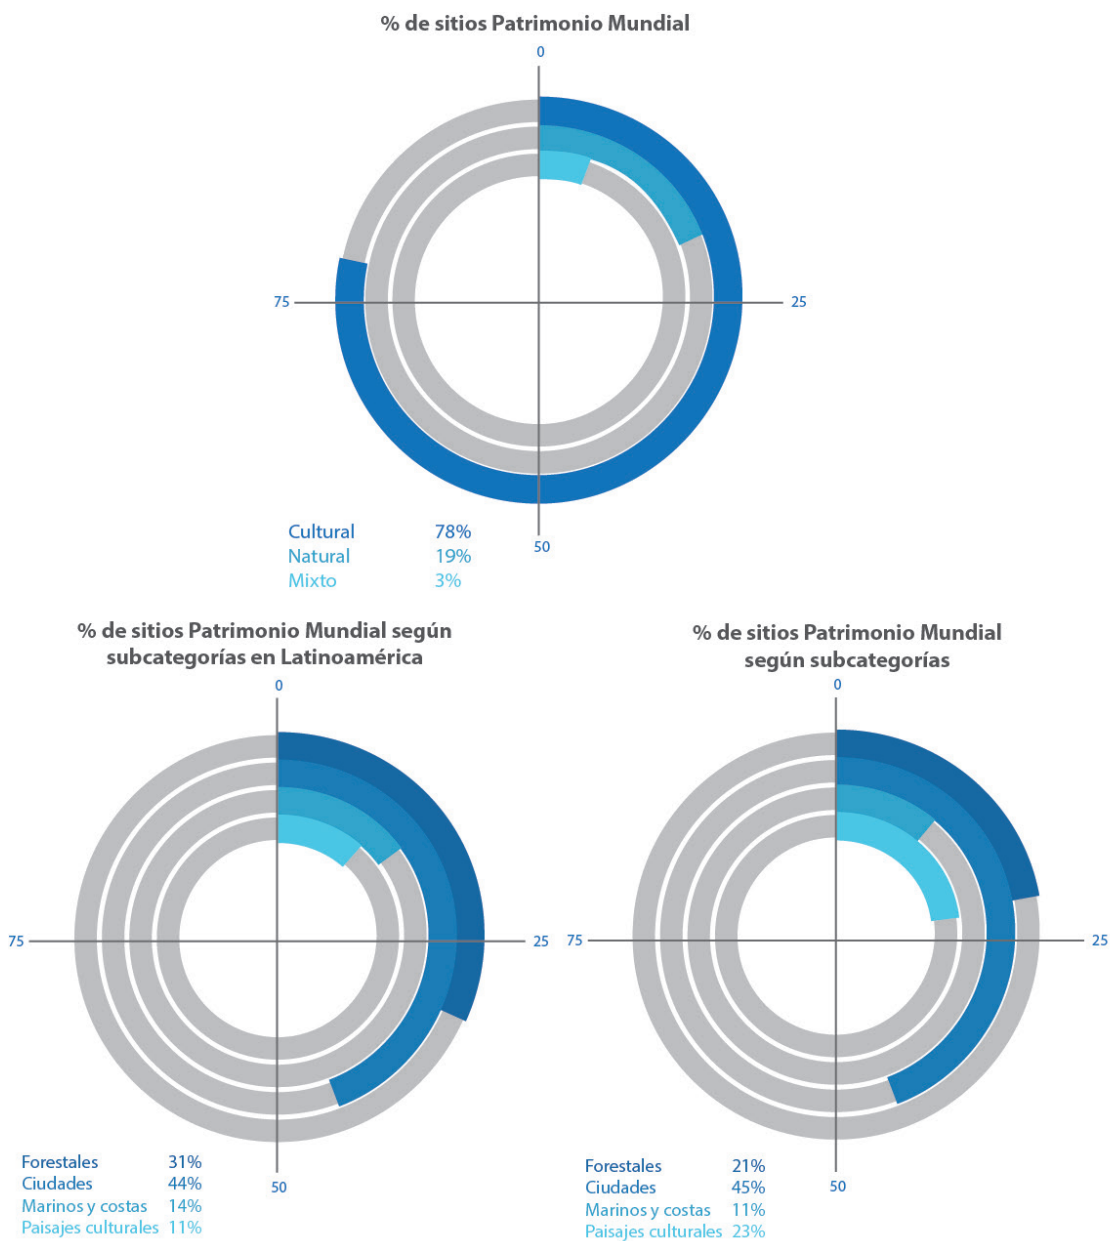 % de sitios Patrimonio Mundial
0
75
25
50
Cultural 78%
Natural 19%
Mixto 3%
% de sitios Patrimonio Mundial según
subcategorías en Latinoamérica
0
75
25
50
Forestales 31%
Ciudades 44%
Marinos y costas 14%
Paisajes culturales 11%
% de sitios Patrimonio Mundial
según subcategorías
0
75
25
50
Forestales 21%
Ciudades 45%
Marinos y costas 11%
Paisajes culturales 23%